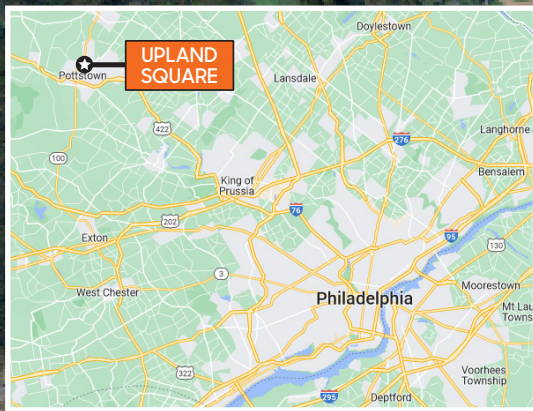 Doylestown
UPLAND
SQUARE
Pottstown
Lansdale
422
Langhorne
276
100
Bensalem
King of
Prussia
76
202
95
Exton
130
3
Moorestown
West Chester
Philadelphia
Mt Lau
Towns
322
Voorhees
Township
295
Deptford